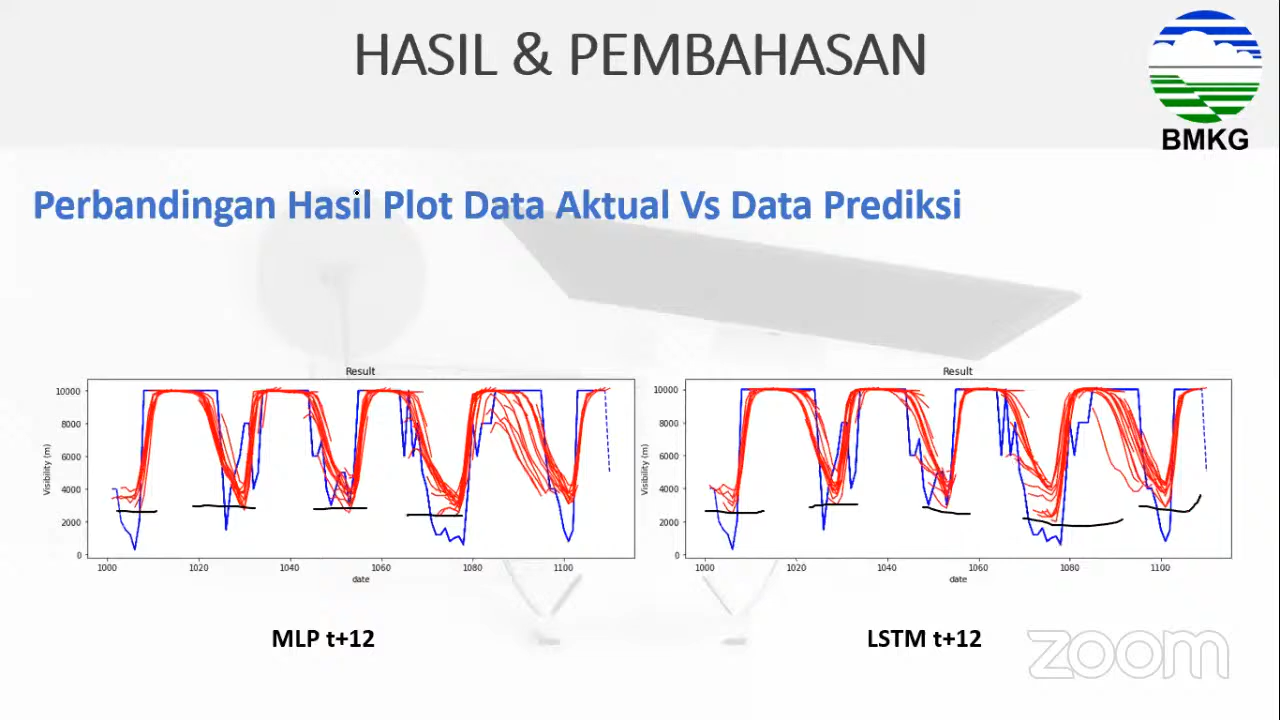 HASIL & PEMBAHASAN
BMKG
Perbandingan Hasil Plot Data Aktual Vs Data Prediksi
Result
Visibility (m)
10000
8000
6000
4000
2000
0
1000 1020 1040 1060 1080 1100
date
Result
Visibility (m)
10000
8000
6000
4000
2000
0
1000 1020 1040 1060 1080 1100
date
MLP t+12
LSTM t+12
zoom